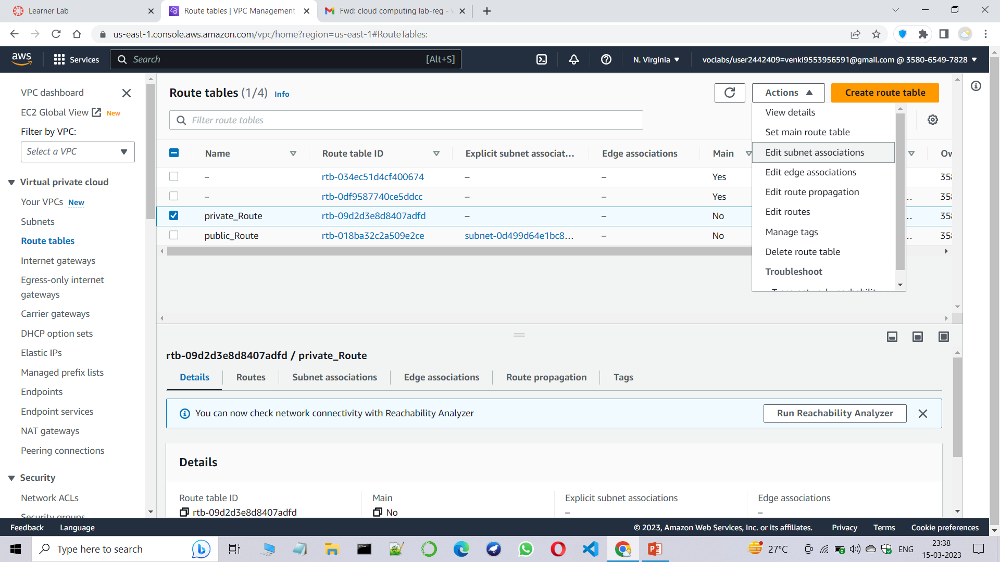 Learner Lab
Route tables | VPC Management
Fwd: cloud computing lab-reg -
us-east-1.console.aws.amazon.com/vpc/home?region=us-east-1#RouteTables:
aws
Services
Search
[Alt+S]
N. Virginia
voclabs/user2442409=venki9553956591@gmail.com @ 3580-6549-7828
VPC dashboard
EC2 Global View New
Filter by VPC:
Select a VPC
Virtual private cloud
Your VPCs New
Subnets
Route tables
Internet gateways
Egress-only internet
gateways
Carrier gateways
DHCP option sets
Elastic IPs
Managed prefix lists
Endpoints
Endpoint services
NAT gateways
Peering connections
Security
Network ACLs
Security groups
Route tables (1/4) Info
Actions
Create route table
Filter route tables
View details
Set main route table
Edit subnet associations
Edit edge associations
Edit route propagation
Edit routes
Manage tags
Delete route table
Troubleshoot
Name Route table ID Explicit subnet associat... Edge associations Main Ow
– rtb-034ec51d4cf400674 – – Yes 358
– rtb-0df9587740ce5ddcc – – Yes .. 358
private_Route rtb-09d2d3e8d8407adfd – – No .. 358
public_Route rtb-018ba32c2a509e2ce subnet-0d499d64e1bc8... – No .. 358
rtb-09d2d3e8d8407adfd / private_Route
Details Routes Subnet associations Edge associations Route propagation Tags
You can now check network connectivity with Reachability Analyzer
Run Reachability Analyzer
Details
Route table ID Main Explicit subnet associations Edge associations
rtb-09d2d3e8d8407adfd No – –
Feedback Language © 2023, Amazon Web Services, Inc. or its affiliates. Privacy Terms Cookie preferences
Type here to search
27°C
ENG
23:38
15-03-2023